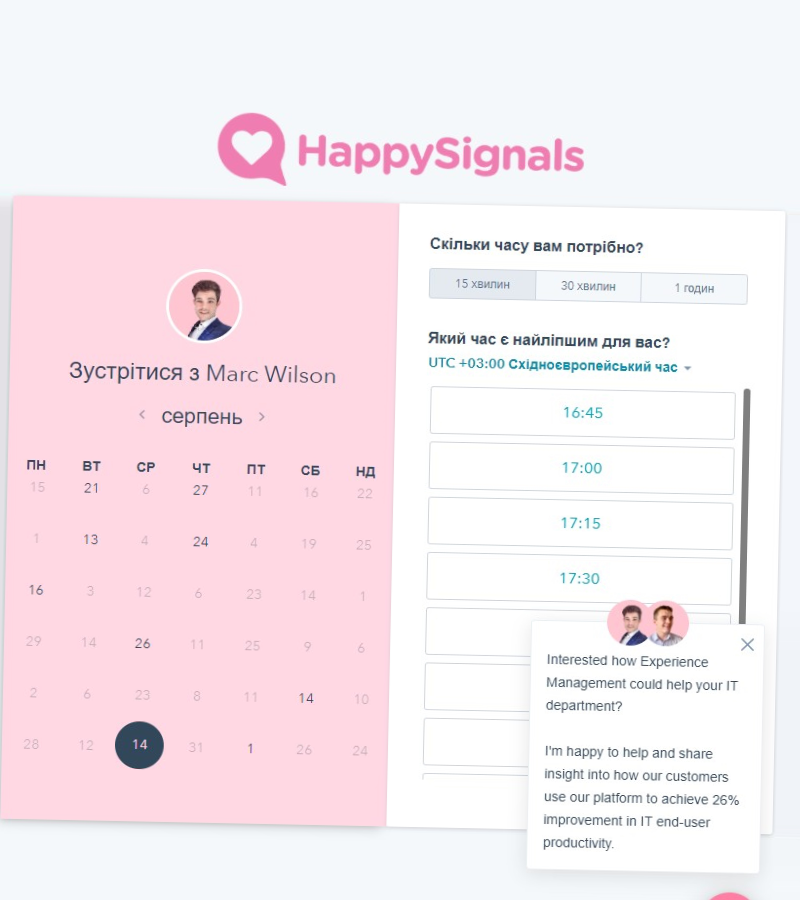 HappySignals
Зустрітися з Marc Wilson
серпень
ПН ВТ СР ЧТ ПТ СБ НД
15 21 6 27 11 16 22
1 13 4 24 4 19 25
16 3 12 6 23 14 1
29 14 26 11 25 9 6
2 6 23 8 11 14 10
28 12 14 31 1 26 24
Скільки часу вам потрібно?
15 хвилин 30 хвилин 1 годин
Який час є найліпшим для вас?
UTC +03:00 Східноєвропейський час
16:45
17:00
17:15
17:30
Interested how Experience
Management could help your IT
department?
I'm happy to help and share
insight into how our customers
use our platform to achieve 26%
improvement in IT end-user
productivity.